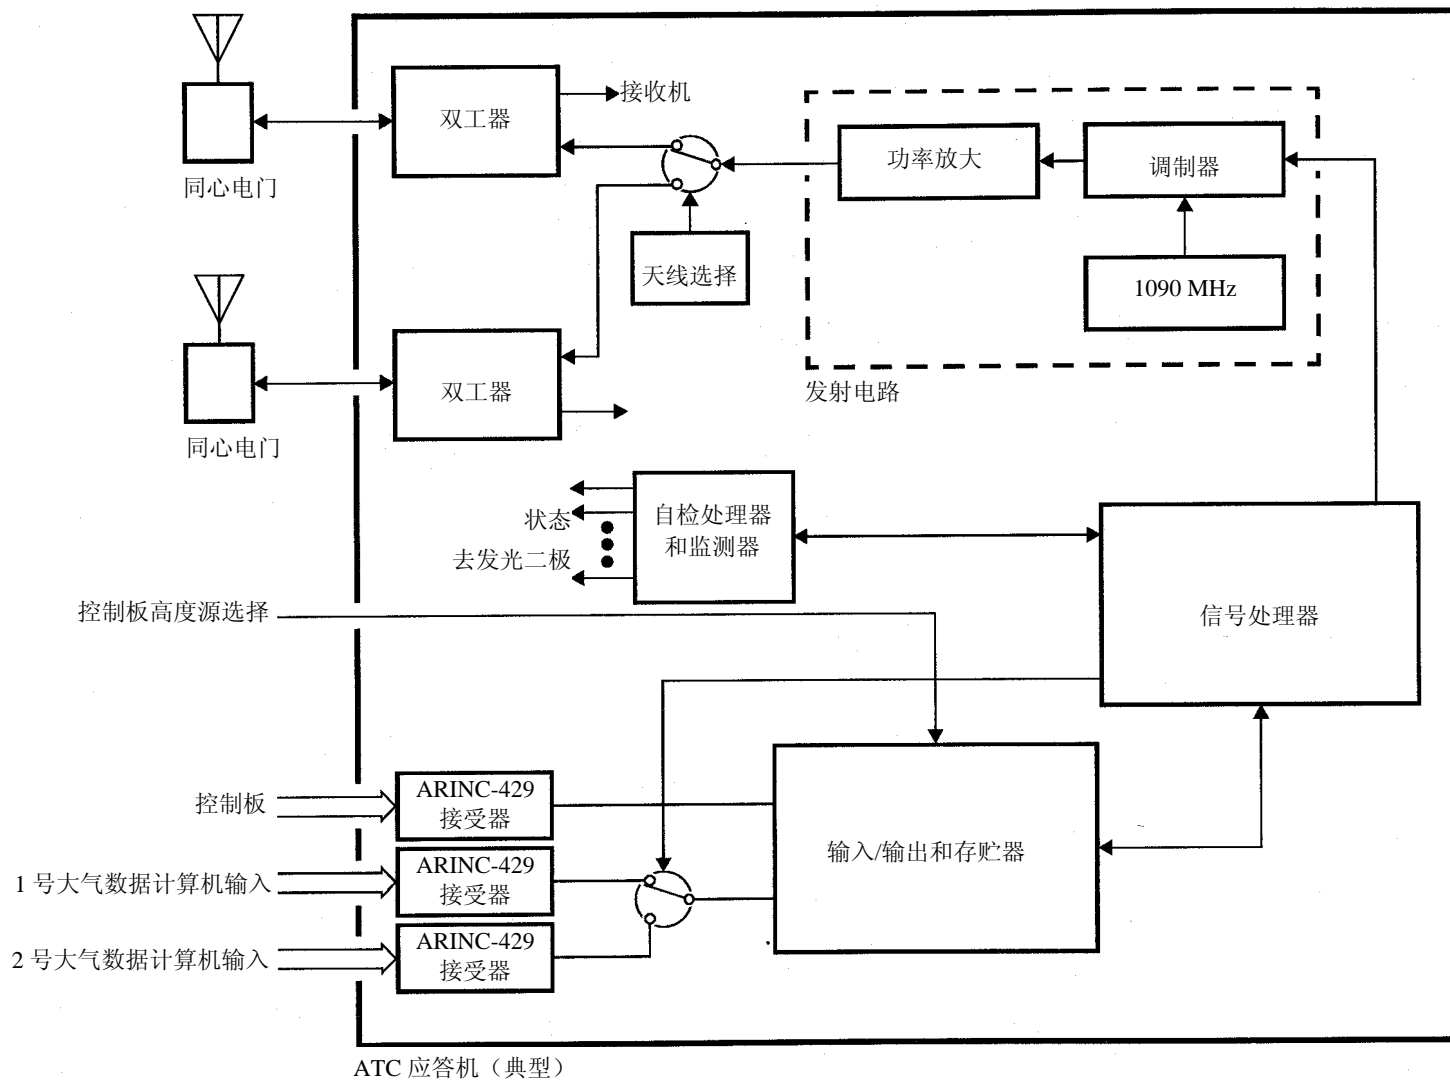 接收机
双工器
功率放大
调制器
同心电门
天线选择
1090 MHz
双工器
发射电路
同心电门
自检处理器
和监测器
状态
去发光二极
控制板高度源选择
信号处理器
控制板
ARINC-429
接受器
输入/输出和存贮器
1 号大气数据计算机输入
ARINC-429
接受器
2 号大气数据计算机输入
ARINC-429
接受器
ATC 应答机（典型）